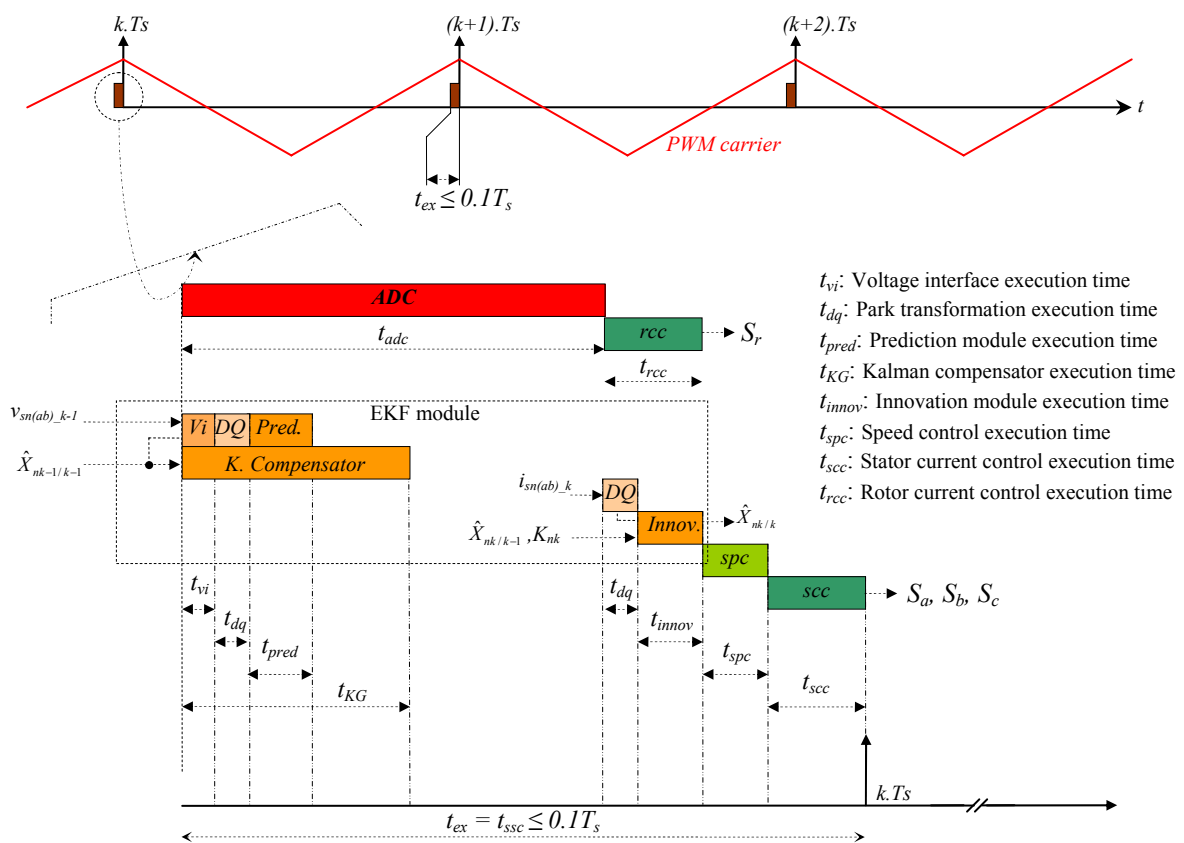 k.Ts
(k+1).Ts
(k+2).Ts
t
PWM carrier
t_ex ≤ 0.1T_s
ADC
t_adc
rcc
S_r
t_rcc
t_vi: Voltage interface execution time
t_dq: Park transformation execution time
t_pred: Prediction module execution time
t_KG: Kalman compensator execution time
t_innov: Innovation module execution time
t_spc: Speed control execution time
t_scc: Stator current control execution time
t_rcc: Rotor current control execution time
EKF module
v_sn(ab)_k-1
Vi
DQ
Pred.
X̂_nk−1/k−1
K. Compensator
i_sn(ab)_k
DQ
X̂_nk/k−1 ,K_nk
Innov.
X̂_nk/k
spc
scc
S_a, S_b, S_c
t_vi
t_dq
t_pred
t_KG
t_dq
t_innov
t_spc
t_scc
k.Ts
t_ex = t_ssc ≤ 0.1T_s